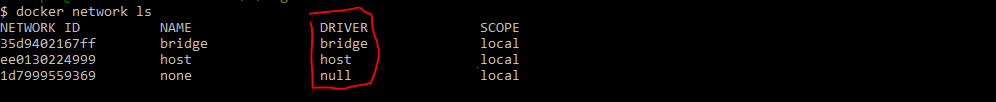 $ docker network ls
NETWORK ID NAME DRIVER SCOPE
35d9402167ff bridge bridge local
ee0130224999 host host local
1d7999559369 none null local